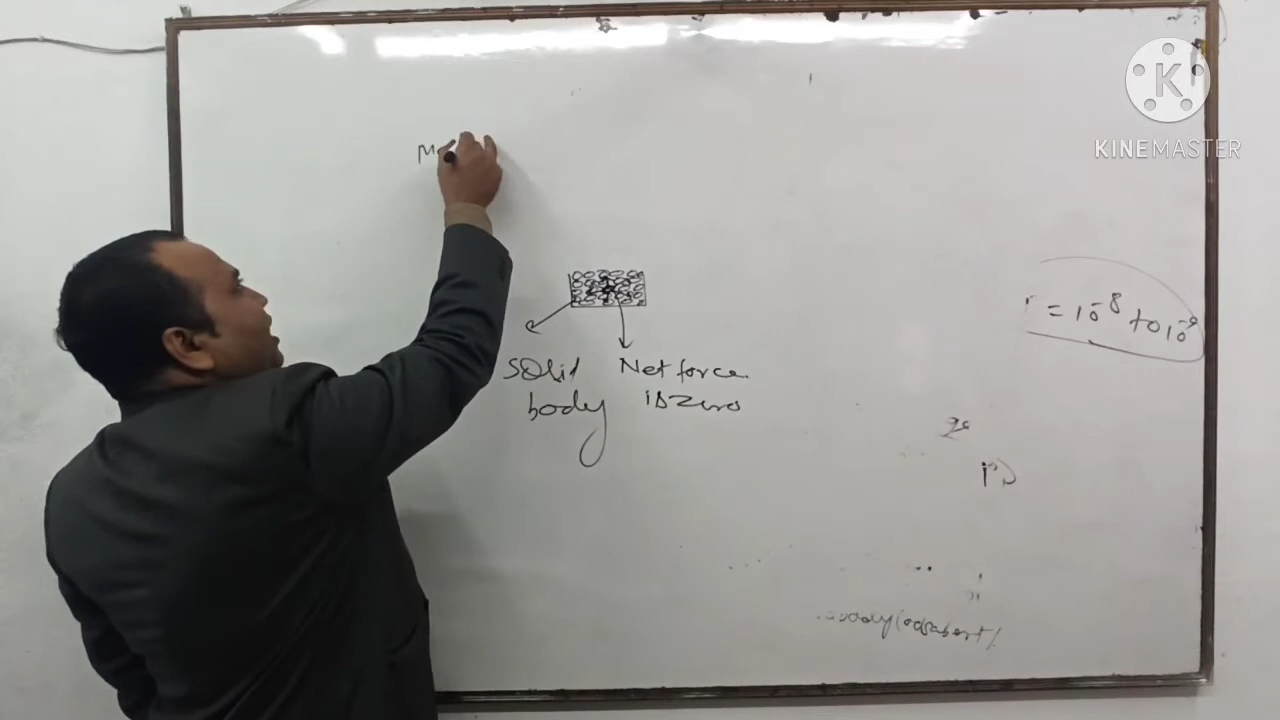 KINEMASTER
r = 10⁻⁸ to 10⁻⁹
Solid
body
Net force
is zero